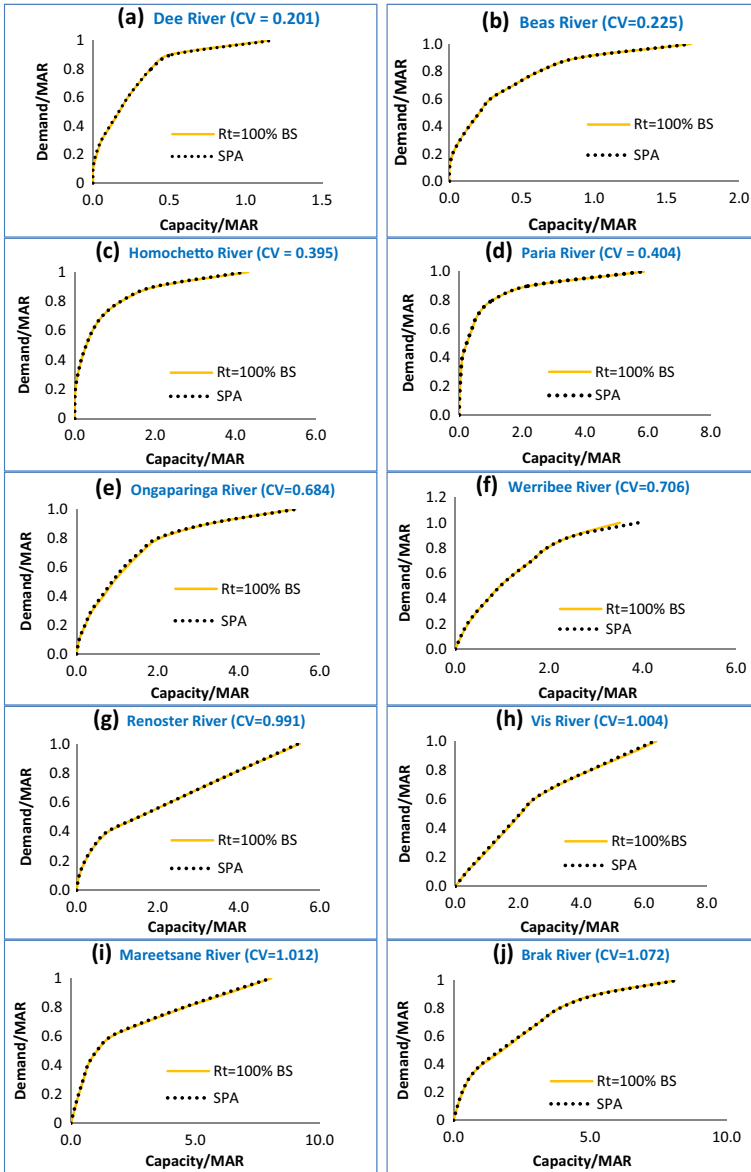 (a) Dee River (CV = 0.201)
Demand/MAR
1
0.8
0.6
0.4
0.2
0
Rt=100% BS
SPA
0.0 0.5 1.0 1.5
Capacity/MAR
(b) Beas River (CV=0.225)
Demand/MAR
1.0
0.8
0.6
0.4
0.2
0.0
Rt=100% BS
SPA
0.0 1.0 2.0
Capacity/MAR
(c) Homochetto River (CV = 0.395)
Demand/MAR
1
0.8
0.6
0.4
0.2
0
Rt=100% BS
SPA
0.0 2.0 4.0 6.0
Capacity/MAR
(d) Paria River (CV = 0.404)
Demand/MAR
1
0.8
0.6
0.4
0.2
0.0
Rt=100% BS
SPA
0.0 2.0 4.0 6.0 8.0
Capacity/MAR
(e) Ongaparinga River (CV=0.684)
Demand/MAR
1.0
0.8
0.6
0.4
0.2
0.0
Rt=100% BS
SPA
0.0 2.0 4.0 6.0
Capacity/MAR
(f) Werribee River (CV=0.706)
Demand/MAR
1.2
1.0
0.8
0.6
0.4
0.2
0.0
Rt=100% BS
SPA
0.0 2.0 4.0 6.0
Capacity/MAR
(g) Renoster River (CV=0.991)
Demand/MAR
1.0
0.8
0.6
0.4
0.2
0.0
Rt=100% BS
SPA
0.0 2.0 4.0 6.0
Capacity/MAR
(h) Vis River (CV=1.004)
Demand/MAR
1.0
0.8
0.6
0.4
0.2
0.0
Rt=100%BS
SPA
0.0 2.0 4.0 6.0 8.0
Capacity/MAR
(i) Mareetsane River (CV=1.012)
Demand/MAR
1
0.8
0.6
0.4
0.2
0
Rt=100% BS
SPA
0.0 5.0 10.0
Capacity/MAR
(j) Brak River (CV=1.072)
Demand/MAR
1
0.8
0.6
0.4
0.2
0
Rt=100% BS
SPA
0.0 5.0 10.0
Capacity/MAR